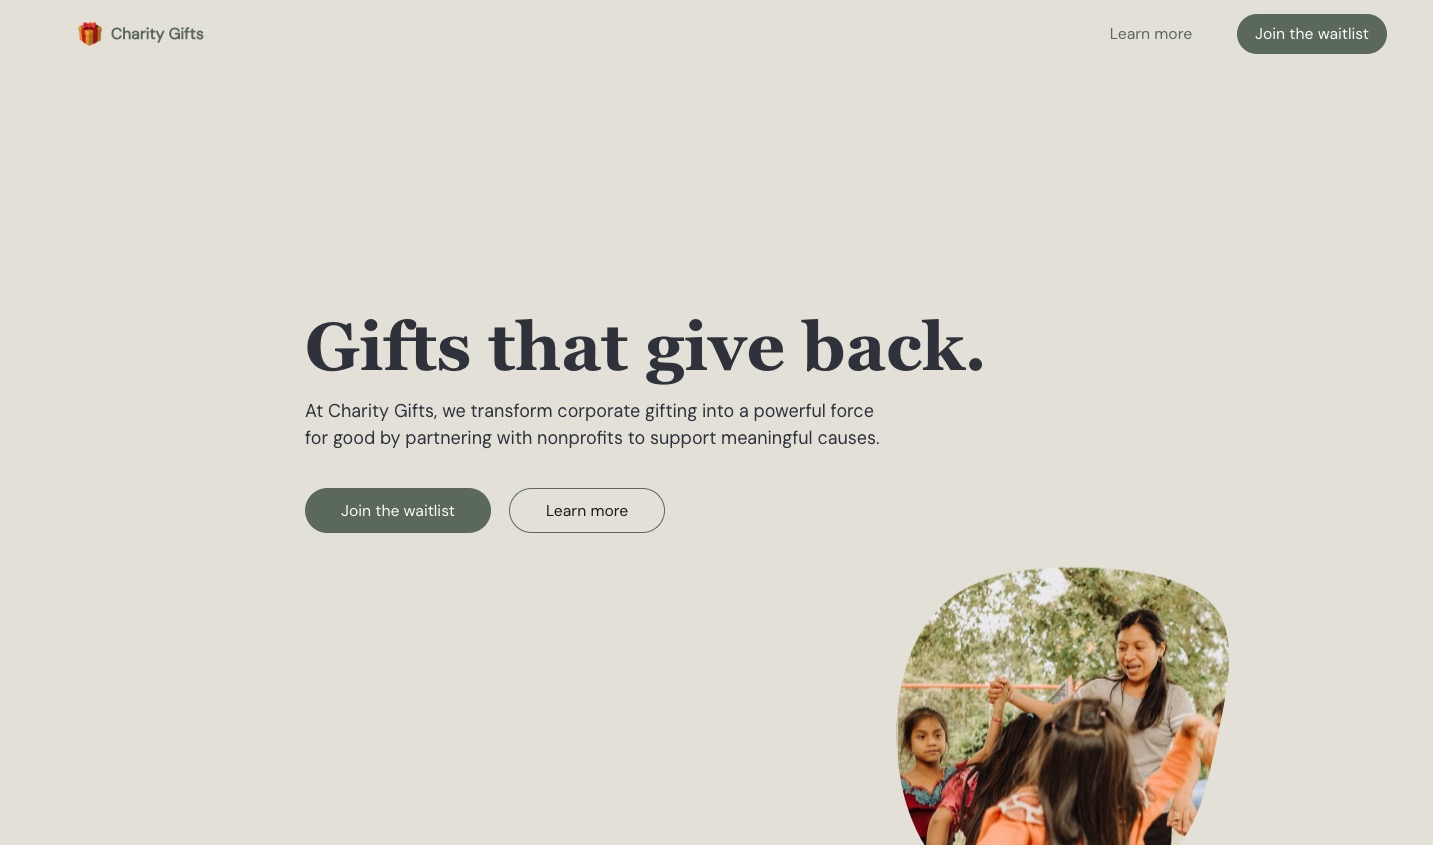 Charity Gifts
Learn more
Join the waitlist
Gifts that give back.
At Charity Gifts, we transform corporate gifting into a powerful force
for good by partnering with nonprofits to support meaningful causes.
Join the waitlist
Learn more